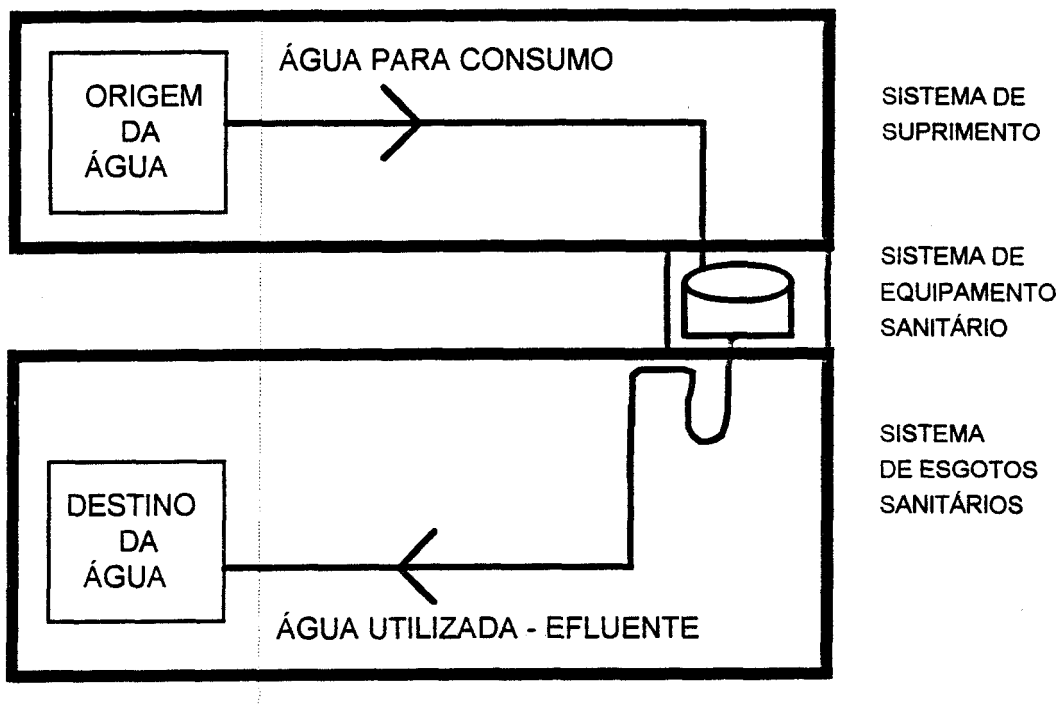 ORIGEM
DA
ÁGUA
ÁGUA PARA CONSUMO
SISTEMA DE
SUPRIMENTO
SISTEMA DE
EQUIPAMENTO
SANITÁRIO
SISTEMA
DE ESGOTOS
SANITÁRIOS
DESTINO
DA
ÁGUA
ÁGUA UTILIZADA - EFLUENTE